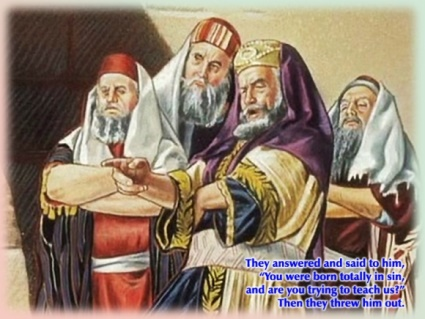 They answered and said to him,
“You were born totally in sin,
and are you trying to teach us?”
Then they threw him out.